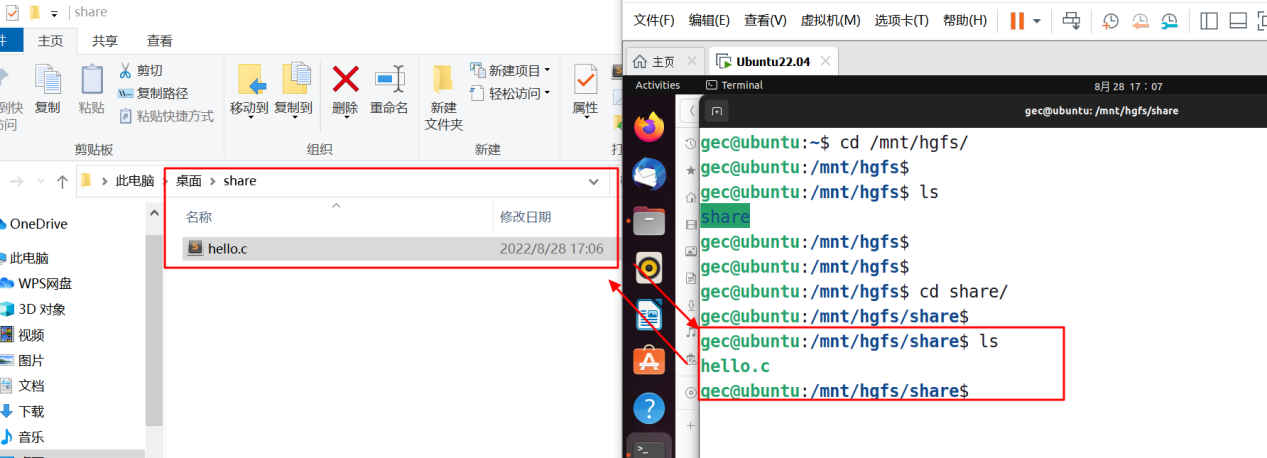 share
件
主页
共享
查看
到快
访问
复制
粘贴
剪切
复制路径
粘贴快捷方式
剪贴板
移动到
复制到
删除
重命名
组织
新建
文件夹
新建项目
轻松访问
新建
属性
打
此电脑
桌面
share
名称
修改日期
hello.c
2022/8/28 17:06
OneDrive
此电脑
WPS网盘
3D 对象
视频
图片
文档
下载
音乐
文件(F)
编辑(E)
查看(V)
虚拟机(M)
选项卡(T)
帮助(H)
主页
Ubuntu22.04
Activities
Terminal
8月 28 17：07
gec@ubuntu: /mnt/hgfs/share
gec@ubuntu:~$ cd /mnt/hgfs/
gec@ubuntu:/mnt/hgfs$
gec@ubuntu:/mnt/hgfs$ ls
share
gec@ubuntu:/mnt/hgfs$
gec@ubuntu:/mnt/hgfs$
gec@ubuntu:/mnt/hgfs$ cd share/
gec@ubuntu:/mnt/hgfs/share$
gec@ubuntu:/mnt/hgfs/share$ ls
hello.c
gec@ubuntu:/mnt/hgfs/share$